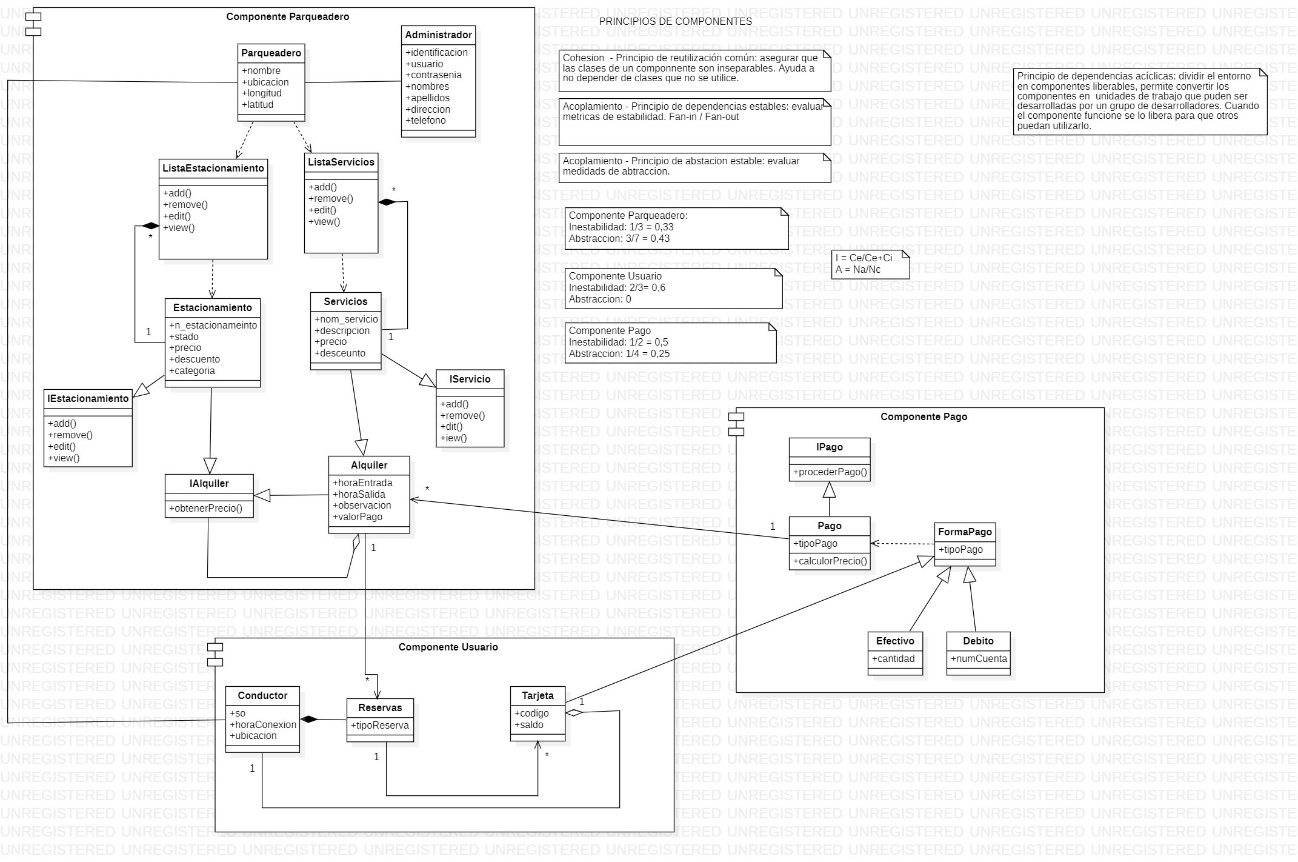 Componente Parqueadero
Parqueadero
+nombre
+ubicacion
+longitud
+latitud
Administrador
+identificacion
+usuario
+contrasenia
+nombres
+apellidos
+direccion
+telefono
ListaEstacionamiento
+add()
+remove()
+edit()
+view()
*
ListaServicios
+add()
+remove()
+edit()
+view()
*
Estacionamiento
+n_estacionameinto
+stado
+precio
+descuento
+categoria
1
Servicios
+nom_servicio
+descripcion
+precio
+desceunto
1
IEstacionamiento
+add()
+remove()
+edit()
+view()
IServicio
+add()
+remove()
+dit()
+iew()
IAlquiler
+obtenerPrecio()
Alquiler
+horaEntrada
+horaSalida
+observacion
+valorPago
*
1
PRINCIPIOS DE COMPONENTES
Cohesion - Principio de reutilización común: asegurar que
las clases de un componente son inseparables. Ayuda a
no depender de clases que no se utilice.
Acoplamiento - Principio de dependencias estables: evaluar
metricas de estabilidad. Fan-in / Fan-out
Acoplamiento - Principio de abstacion estable: evaluar
medidads de abtraccion.
Principio de dependencias acíclicas: dividir el entorno
en componentes liberables, permite convertir los
componentes en unidades de trabajo que puden ser
desarrolladas por un grupo de desarrolladores. Cuando
el componente funcione se lo libera para que otros
puedan utilizarlo.
Componente Parqueadero:
Inestabilidad: 1/3 = 0,33
Abstraccion: 3/7 = 0,43
I = Ce/Ce+Ci
A = Na/Nc
Componente Usuario
Inestabilidad: 2/3= 0,6
Abstraccion: 0
Componente Pago
Inestabilidad: 1/2 = 0,5
Abstraccion: 1/4 = 0,25
Componente Pago
IPago
+procederPago()
1
Pago
+tipoPago
+calculorPrecio()
FormaPago
+tipoPago
Efectivo
+cantidad
Debito
+numCuenta
Componente Usuario
Conductor
+so
+horaConexion
+ubicacion
1
*
Reservas
+tipoReserva
1
Tarjeta
+codigo
+saldo
1
*
UNREGISTERED